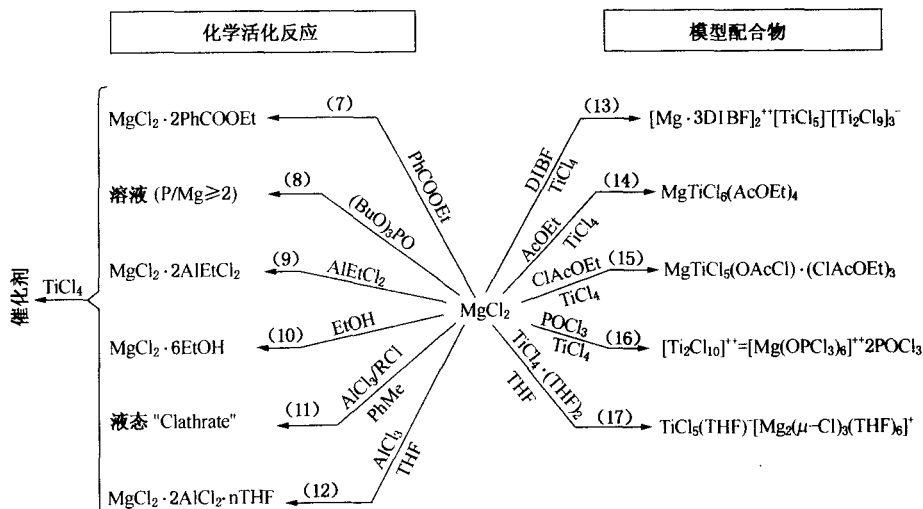 化学活化反应
模型配合物
MgCl₂·2PhCOOEt
(7)
PhCOOEt
溶液 (P/Mg≥2)
(8)
(BuO)₃PO
MgCl₂·2AlEtCl₂
(9)
AlEtCl₂
MgCl₂·6EtOH
(10)
EtOH
液态 "Clathrate"
(11)
AlCl₃/RCl
PhMe
MgCl₂·2AlCl₂·nTHF
(12)
AlCl₃
THF
催化剂
TiCl₄
MgCl₂
(13)
DIBF
TiCl₄
[Mg·3DIBF]₂⁺⁺[TiCl₅]⁻[Ti₂Cl₉]₃⁻
(14)
AcOEt
TiCl₄
MgTiCl₆(AcOEt)₄
(15)
ClAcOEt
TiCl₄
MgTiCl₅(OAcCl)·(ClAcOEt)₃
(16)
POCl₃
TiCl₄
[Ti₂Cl₁₀]⁺⁺=[Mg(OPCl₃)₆]⁺⁺2POCl₃
(17)
TiCl₄·(THF)₂
THF
TiCl₅(THF)⁻[Mg₂(μ-Cl)₃(THF)₆]⁺